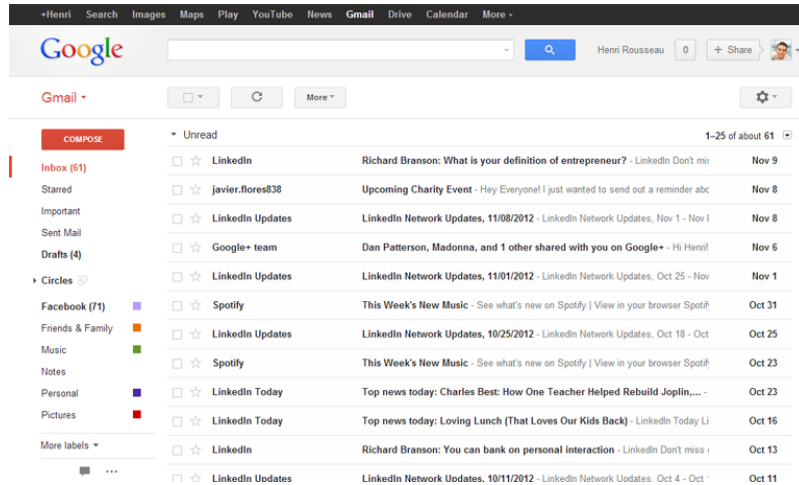 +Henri Search Images Maps Play YouTube News Gmail Drive Calendar More
Google
Henri Rousseau 0 + Share
Gmail
More
COMPOSE
Unread 1–25 of about 61
Inbox (61)
LinkedIn Richard Branson: What is your definition of entrepreneur? - LinkedIn Don't Nov 9
Starred
javier.flores838 Upcoming Charity Event - Hey Everyone! I just wanted to send out a reminder Nov 8
Important
LinkedIn Updates LinkedIn Network Updates, 11/08/2012 - LinkedIn Network Updates, Nov 1 - Nov Nov 8
Sent Mail
Google+ team Dan Patterson, Madonna, and 1 other shared with you on Google+ - Hi Henri! Nov 6
Drafts (4)
LinkedIn Updates LinkedIn Network Updates, 11/01/2012 - LinkedIn Network Updates, Oct 25 - Nov Nov 1
Circles
Facebook (71)
Spotify This Week's New Music - See what's new on Spotify | View in your browser Nov 31
Friends & Family
LinkedIn Updates LinkedIn Network Updates, 10/25/2012 - LinkedIn Network Updates, Oct 18 - Oct Oct 25
Music
Spotify This Week's New Music - See what's new on Spotify | View in your browser Oct 23
Notes
Personal
LinkedIn Today Top news today: Charles Best: How One Teacher Helped Rebuild Joplin,... - Oct 23
Pictures
LinkedIn Today Top news today: Loving Lunch (That Loves Our Kids Back) - LinkedIn Today Oct 16
More labels
LinkedIn Richard Branson: You can bank on personal interaction - LinkedIn Don't miss Oct 13
LinkedIn Updates LinkedIn Network Updates, 10/11/2012 - LinkedIn Network Updates, Oct 4 - Oct Oct 11